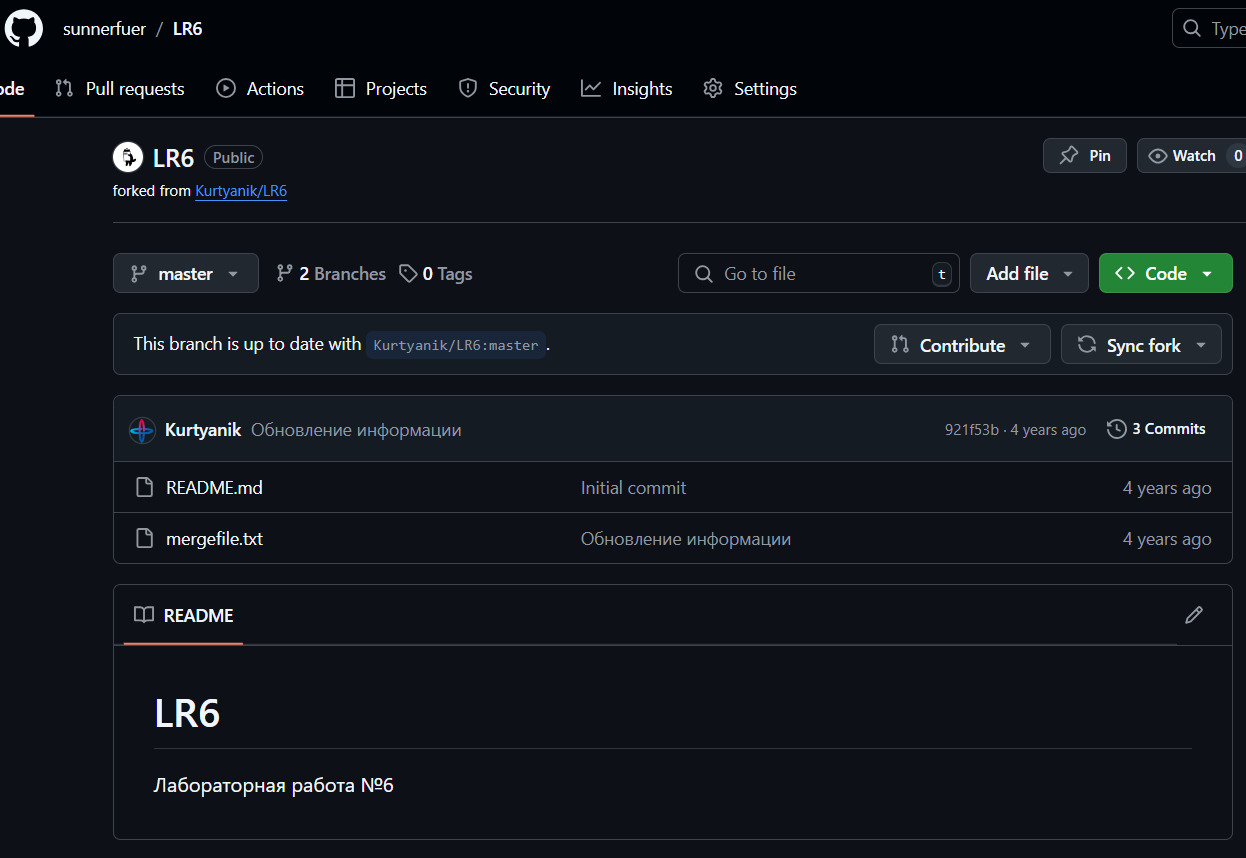 sunnerfuer / LR6
Type
ode Pull requests Actions Projects Security Insights Settings
LR6 Public
Pin Watch 0
forked from Kurtyanik/LR6
master 2 Branches 0 Tags Go to file t Add file Code
This branch is up to date with Kurtyanik/LR6:master .
Contribute Sync fork
Kurtyanik Обновление информации 921f53b · 4 years ago 3 Commits
README.md Initial commit 4 years ago
mergefile.txt Обновление информации 4 years ago
README
LR6
Лабораторная работа №6